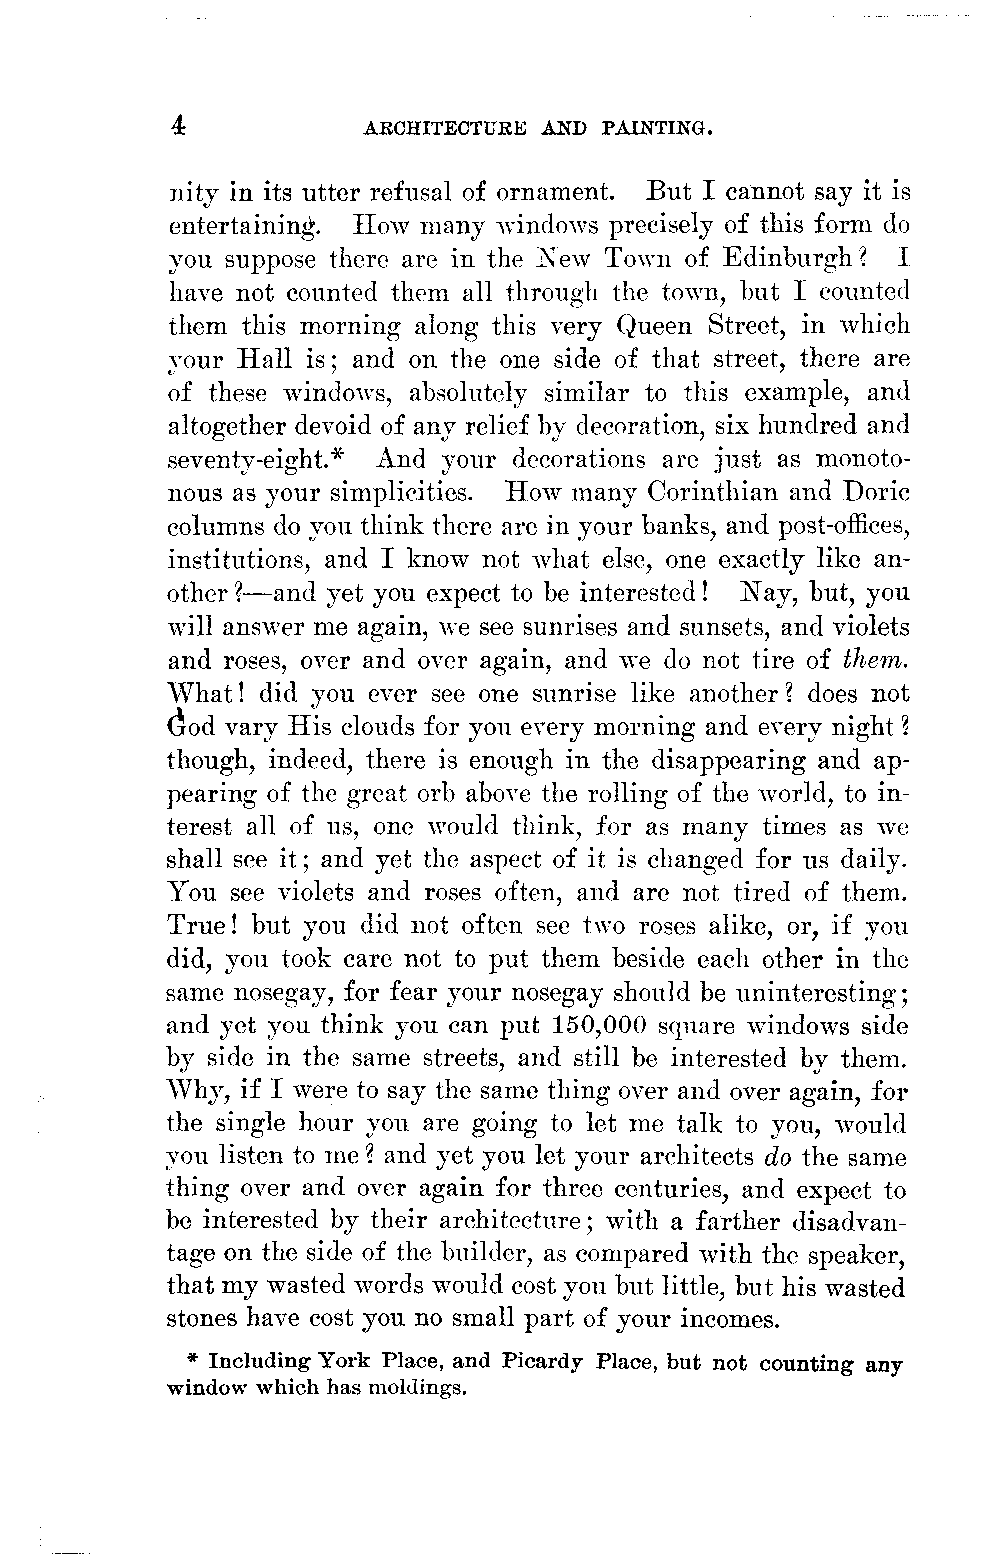 4 ARCHITECTURE AND PAINTING.
nity in its utter refusal of ornament. But I cannot say it is
entertaining. How many windows precisely of this form do
you suppose there are in the New Town of Edinburgh? I
have not counted them all through the town, but I counted
them this morning along this very Queen Street, in which
your Hall is; and on the one side of that street, there are
of these windows, absolutely similar to this example, and
altogether devoid of any relief by decoration, six hundred and
seventy-eight.* And your decorations are just as monoto-
nous as your simplicities. How many Corinthian and Doric
columns do you think there are in your banks, and post-offices,
institutions, and I know not what else, one exactly like an-
other?—and yet you expect to be interested! Nay, but, you
will answer me again, we see sunrises and sunsets, and violets
and roses, over and over again, and we do not tire of them.
What! did you ever see one sunrise like another? does not
God vary His clouds for you every morning and every night?
though, indeed, there is enough in the disappearing and ap-
pearing of the great orb above the rolling of the world, to in-
terest all of us, one would think, for as many times as we
shall see it; and yet the aspect of it is changed for us daily.
You see violets and roses often, and are not tired of them.
True! but you did not often see two roses alike, or, if you
did, you took care not to put them beside each other in the
same nosegay, for fear your nosegay should be uninteresting;
and yet you think you can put 150,000 square windows side
by side in the same streets, and still be interested by them.
Why, if I were to say the same thing over and over again, for
the single hour you are going to let me talk to you, would
you listen to me? and yet you let your architects do the same
thing over and over again for three centuries, and expect to
be interested by their architecture; with a farther disadvan-
tage on the side of the builder, as compared with the speaker,
that my wasted words would cost you but little, but his wasted
stones have cost you no small part of your incomes.
* Including York Place, and Picardy Place, but not counting any
window which has moldings.